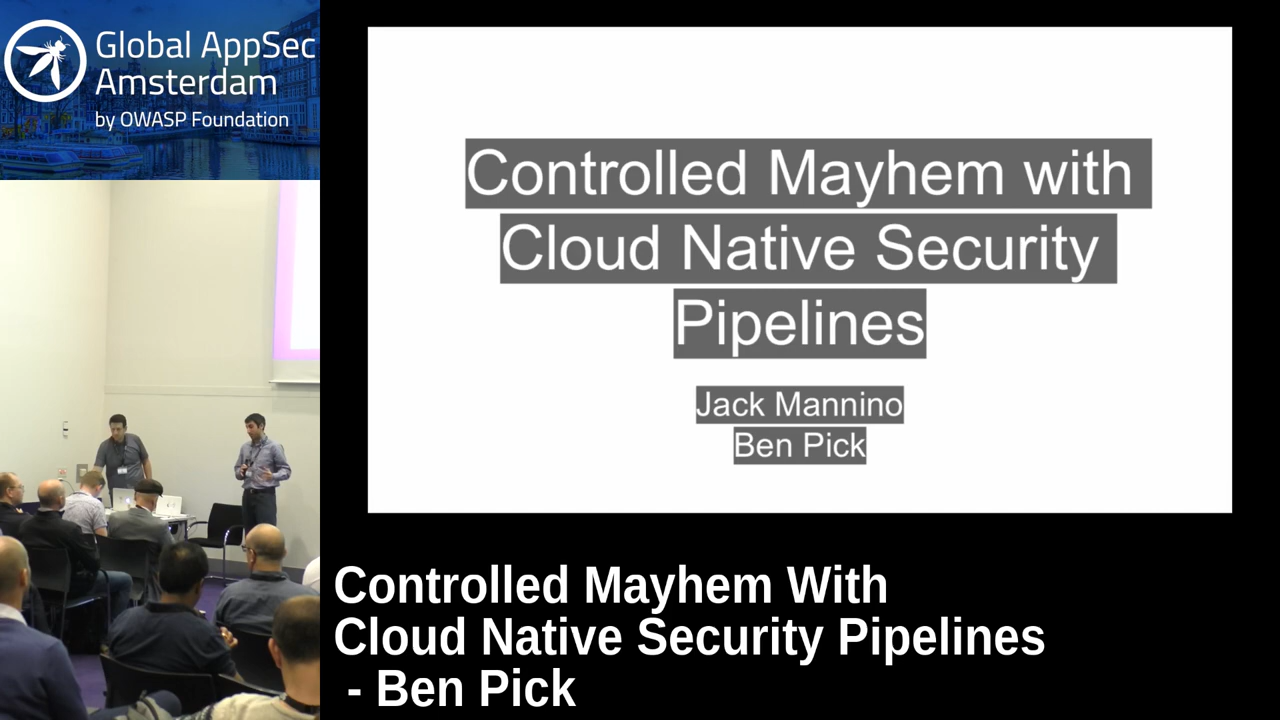 Global AppSec
Amsterdam
by OWASP Foundation
Controlled Mayhem with
Cloud Native Security
Pipelines
Jack Mannino
Ben Pick
Controlled Mayhem With
Cloud Native Security Pipelines
- Ben Pick